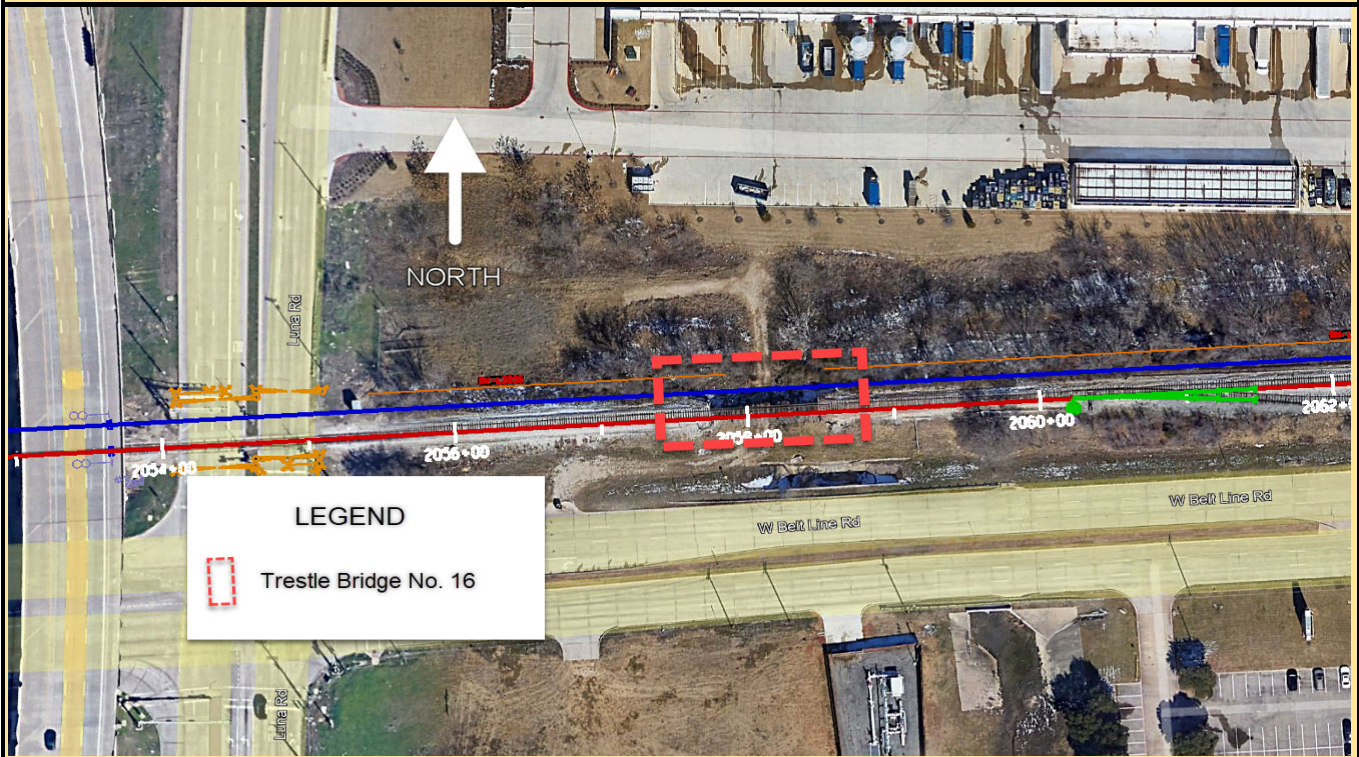 Luna Rd
NORTH
2054+00
2056+00
2058+00
2060+00
2062+
LEGEND
Trestle Bridge No. 16
W Belt Line Rd
W Belt Line Rd
Luna Rd